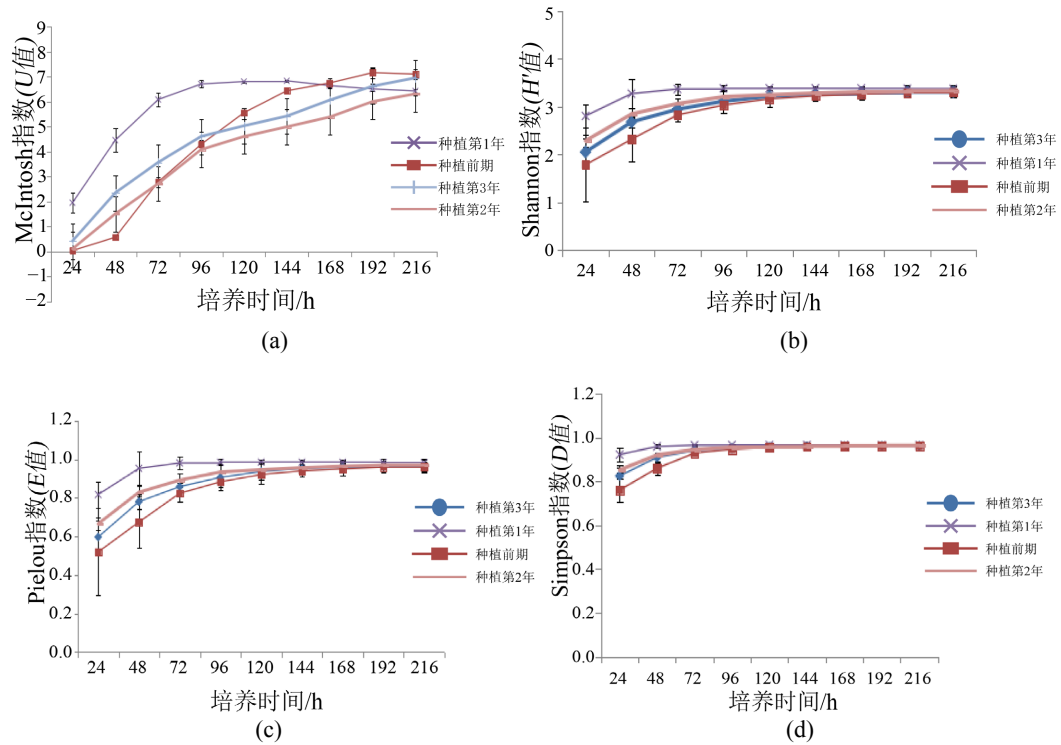 McIntosh指数(U值)
9
8
7
6
5
4
3
2
1
0
−1
−2
24 48 72 96 120 144 168 192 216
种植第1年
种植前期
种植第3年
种植第2年
培养时间/h
(a)
Shannon指数(H'值)
5
4
3
2
1
0
24 48 72 96 120 144 168 192 216
种植第3年
种植第1年
种植前期
种植第2年
培养时间/h
(b)
Pielou指数(E值)
1.2
1.0
0.8
0.6
0.4
0.2
0.0
24 48 72 96 120 144 168 192 216
种植第3年
种植第1年
种植前期
种植第2年
培养时间/h
(c)
Simpson指数(D值)
1.2
1.0
0.8
0.6
0.4
0.2
0.0
24 48 72 96 120 144 168 192 216
种植第3年
种植第1年
种植前期
种植第2年
培养时间/h
(d)